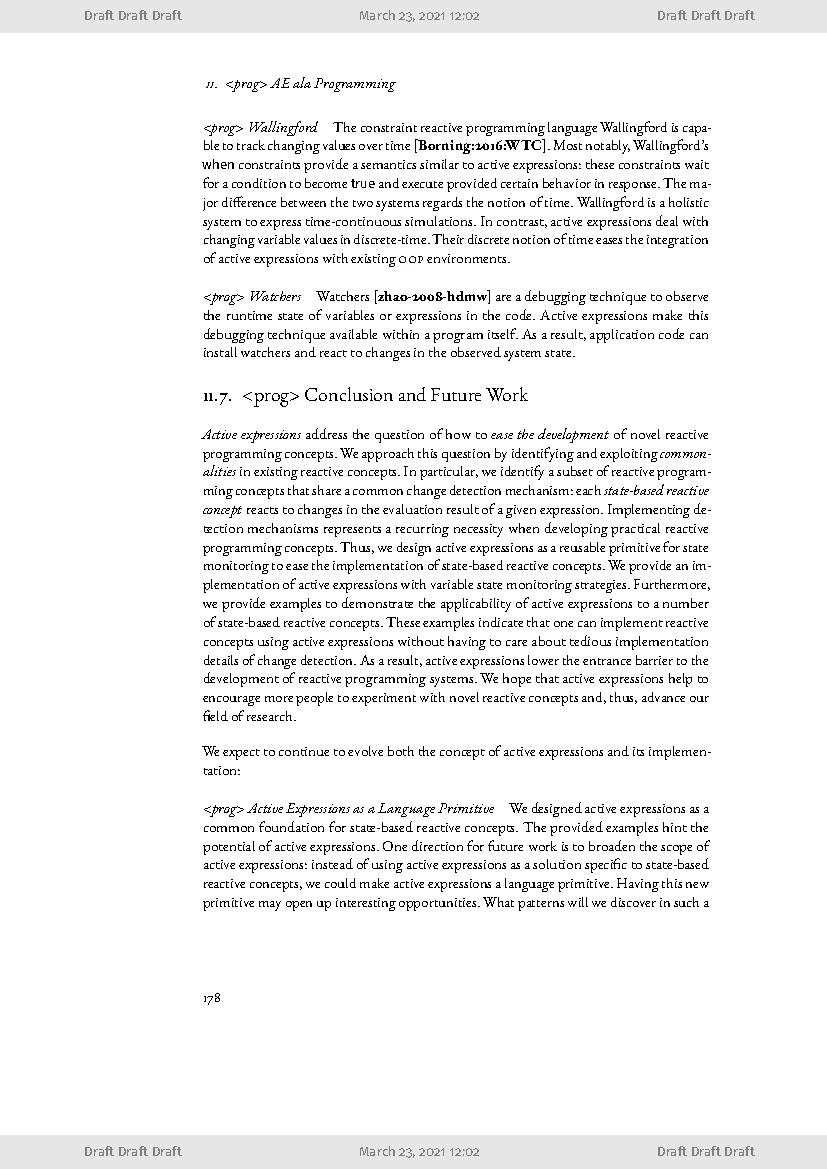 Draft Draft Draft March 23, 2021 12:02 Draft Draft Draft
11. <prog> AE ala Programming
<prog> Wallingford The constraint reactive programming language Wallingford is capa-
ble to track changing values over time [Borning:2016:WTC]. Most notably, Wallingford's
when constraints provide a semantics similar to active expressions: these constraints wait
for a condition to become true and execute provided certain behavior in response. The ma-
jor difference between the two systems regards the notion of time. Wallingford is a holistic
system to express time-continuous simulations. In contrast, active expressions deal with
changing variable values in discrete-time. Their discrete notion of time eases the integration
of active expressions with existing OOP environments.
<prog> Watchers Watchers [zhao-2008-hdmw] are a debugging technique to observe
the runtime state of variables or expressions in the code. Active expressions make this
debugging technique available within a program itself. As a result, application code can
install watchers and react to changes in the observed system state.
11.7. <prog> Conclusion and Future Work
Active expressions address the question of how to ease the development of novel reactive
programming concepts. We approach this question by identifying and exploiting common-
alities in existing reactive concepts. In particular, we identify a subset of reactive program-
ming concepts that share a common change detection mechanism: each state-based reactive
concept reacts to changes in the evaluation result of a given expression. Implementing de-
tection mechanisms represents a recurring necessity when developing practical reactive
programming concepts. Thus, we design active expressions as a reusable primitive for state
monitoring to ease the implementation of state-based reactive concepts. We provide an im-
plementation of active expressions with variable state monitoring strategies. Furthermore,
we provide examples to demonstrate the applicability of active expressions to a number
of state-based reactive concepts. These examples indicate that one can implement reactive
concepts using active expressions without having to care about tedious implementation
details of change detection. As a result, active expressions lower the entrance barrier to the
development of reactive programming systems. We hope that active expressions help to
encourage more people to experiment with novel reactive concepts and, thus, advance our
field of research.
We expect to continue to evolve both the concept of active expressions and its implemen-
tation:
<prog> Active Expressions as a Language Primitive We designed active expressions as a
common foundation for state-based reactive concepts. The provided examples hint the
potential of active expressions. One direction for future work is to broaden the scope of
active expressions: instead of using active expressions as a solution specific to state-based
reactive concepts, we could make active expressions a language primitive. Having this new
primitive may open up interesting opportunities. What patterns will we discover in such a
178
Draft Draft Draft March 23, 2021 12:02 Draft Draft Draft